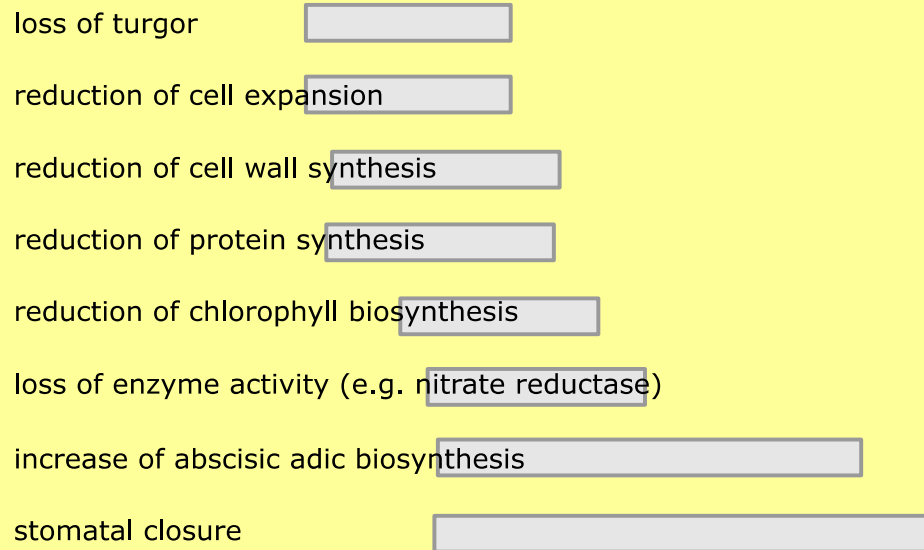 loss of turgor
reduction of cell expansion
reduction of cell wall synthesis
reduction of protein synthesis
reduction of chlorophyll biosynthesis
loss of enzyme activity (e.g. nitrate reductase)
increase of abscisic adic biosynthesis
stomatal closure